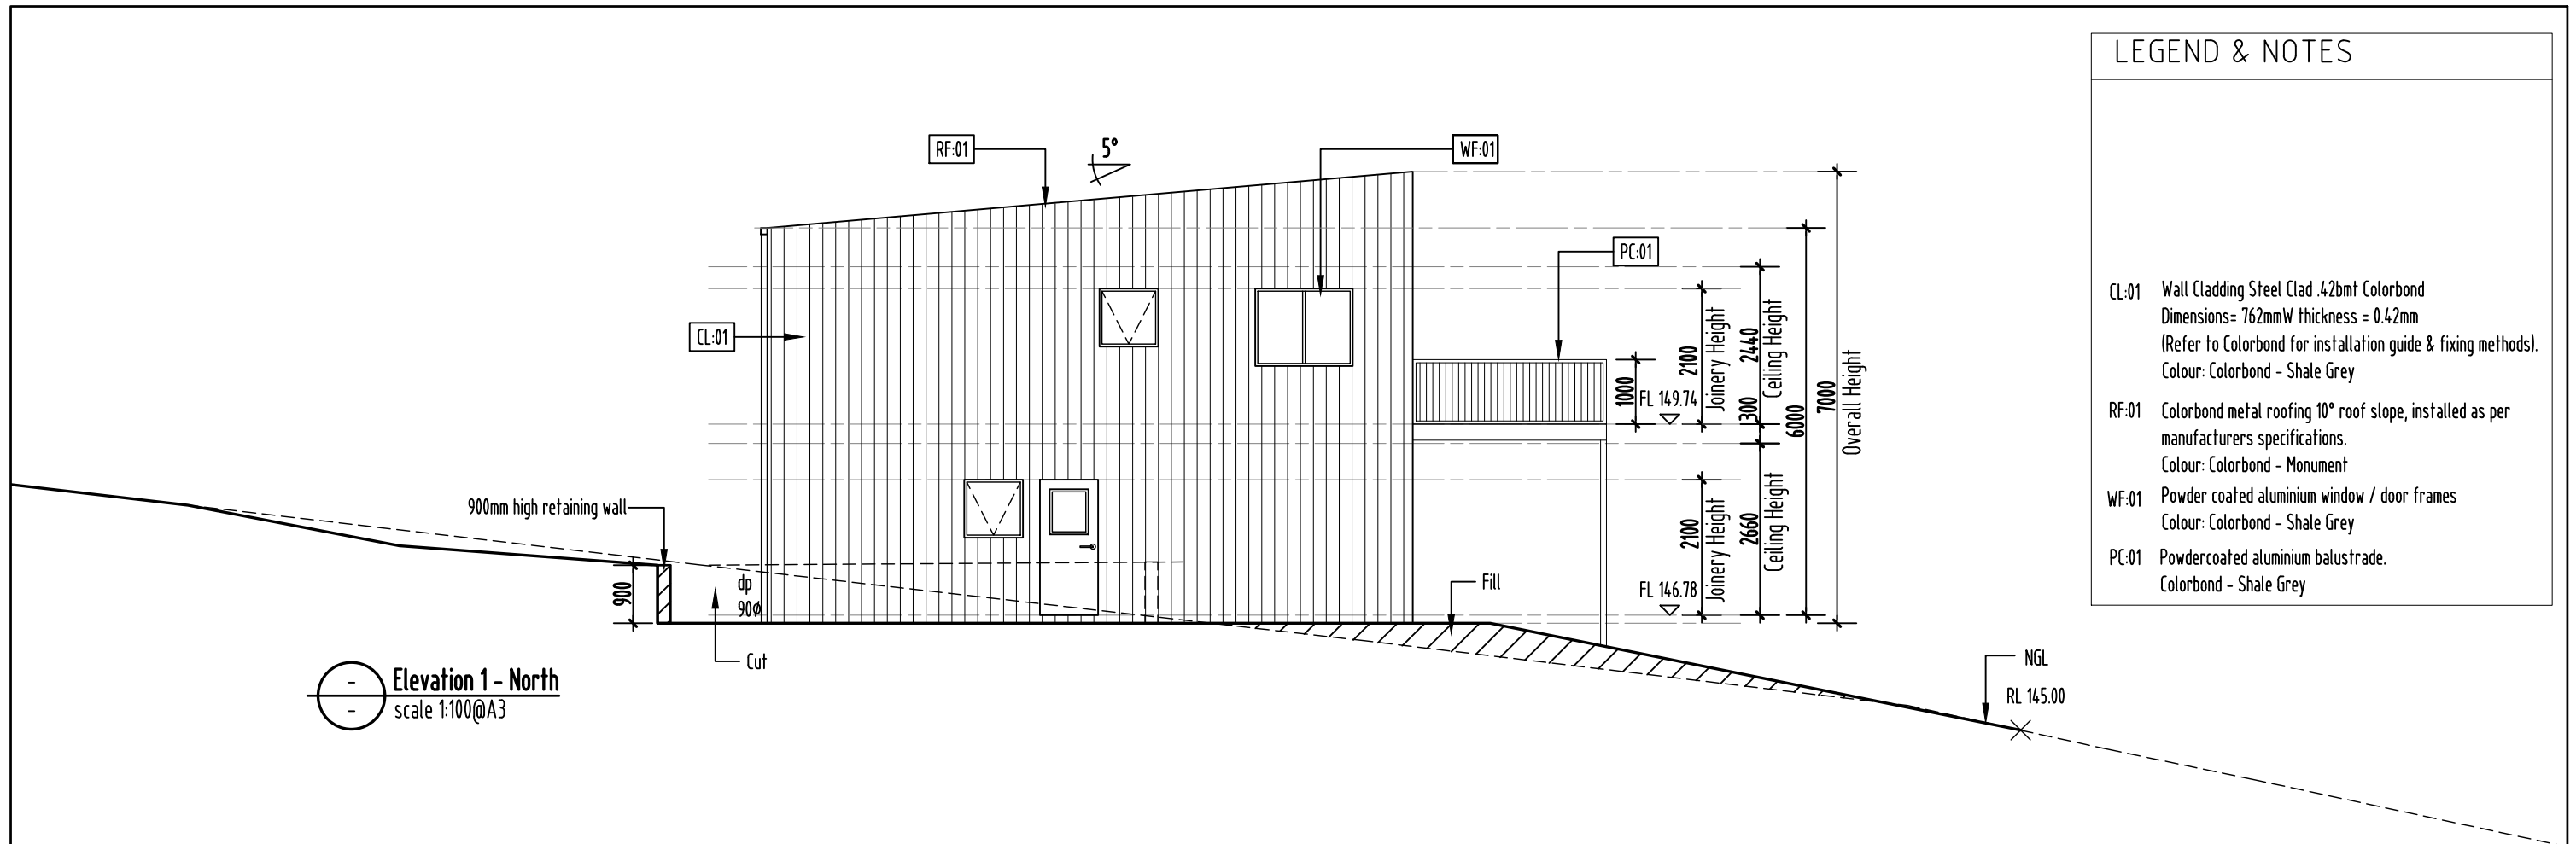 LEGEND & NOTES
CL:01 Wall Cladding Steel Clad .42bmt Colorbond
Dimensions= 762mmW thickness = 0.42mm
(Refer to Colorbond for installation guide & fixing methods).
Colour: Colorbond - Shale Grey
RF:01 Colorbond metal roofing 10° roof slope, installed as per
manufacturers specifications.
Colour: Colorbond - Monument
WF:01 Powder coated aluminium window / door frames
Colour: Colorbond - Shale Grey
PC:01 Powdercoated aluminium balustrade.
Colorbond - Shale Grey
RF:01
5°
WF:01
PC:01
CL:01
1000
FL 149.74
2100
Joinery Height
2440
Ceiling Height
300
6000
7000
Overall Height
900mm high retaining wall
900
dp
90ø
Cut
Fill
FL 146.78
2100
Joinery Height
2660
Ceiling Height
NGL
RL 145.00
-
-
Elevation 1 - North
scale 1:100@A3